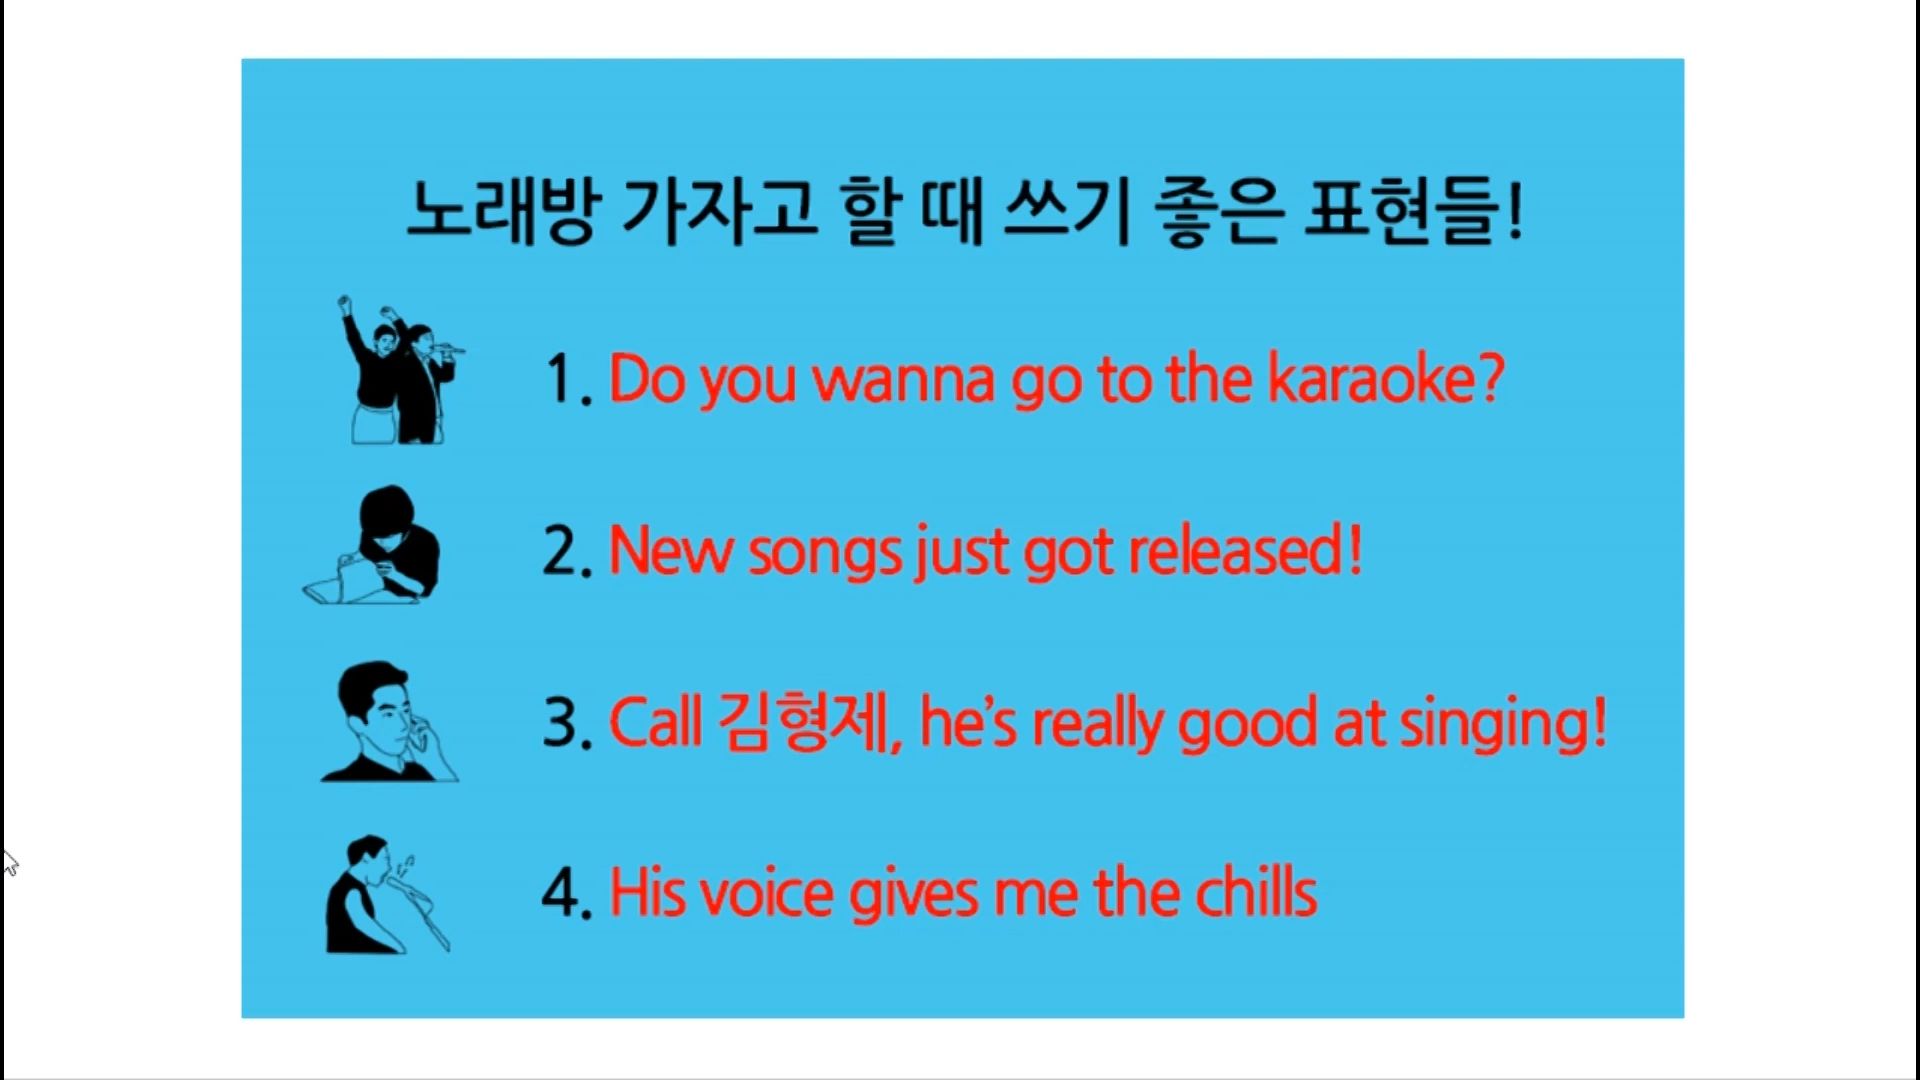 노래방 가자고 할 때 쓰기 좋은 표현들!
1. Do you wanna go to the karaoke?
2. New songs just got released!
3. Call 김형제, he's really good at singing!
4. His voice gives me the chills